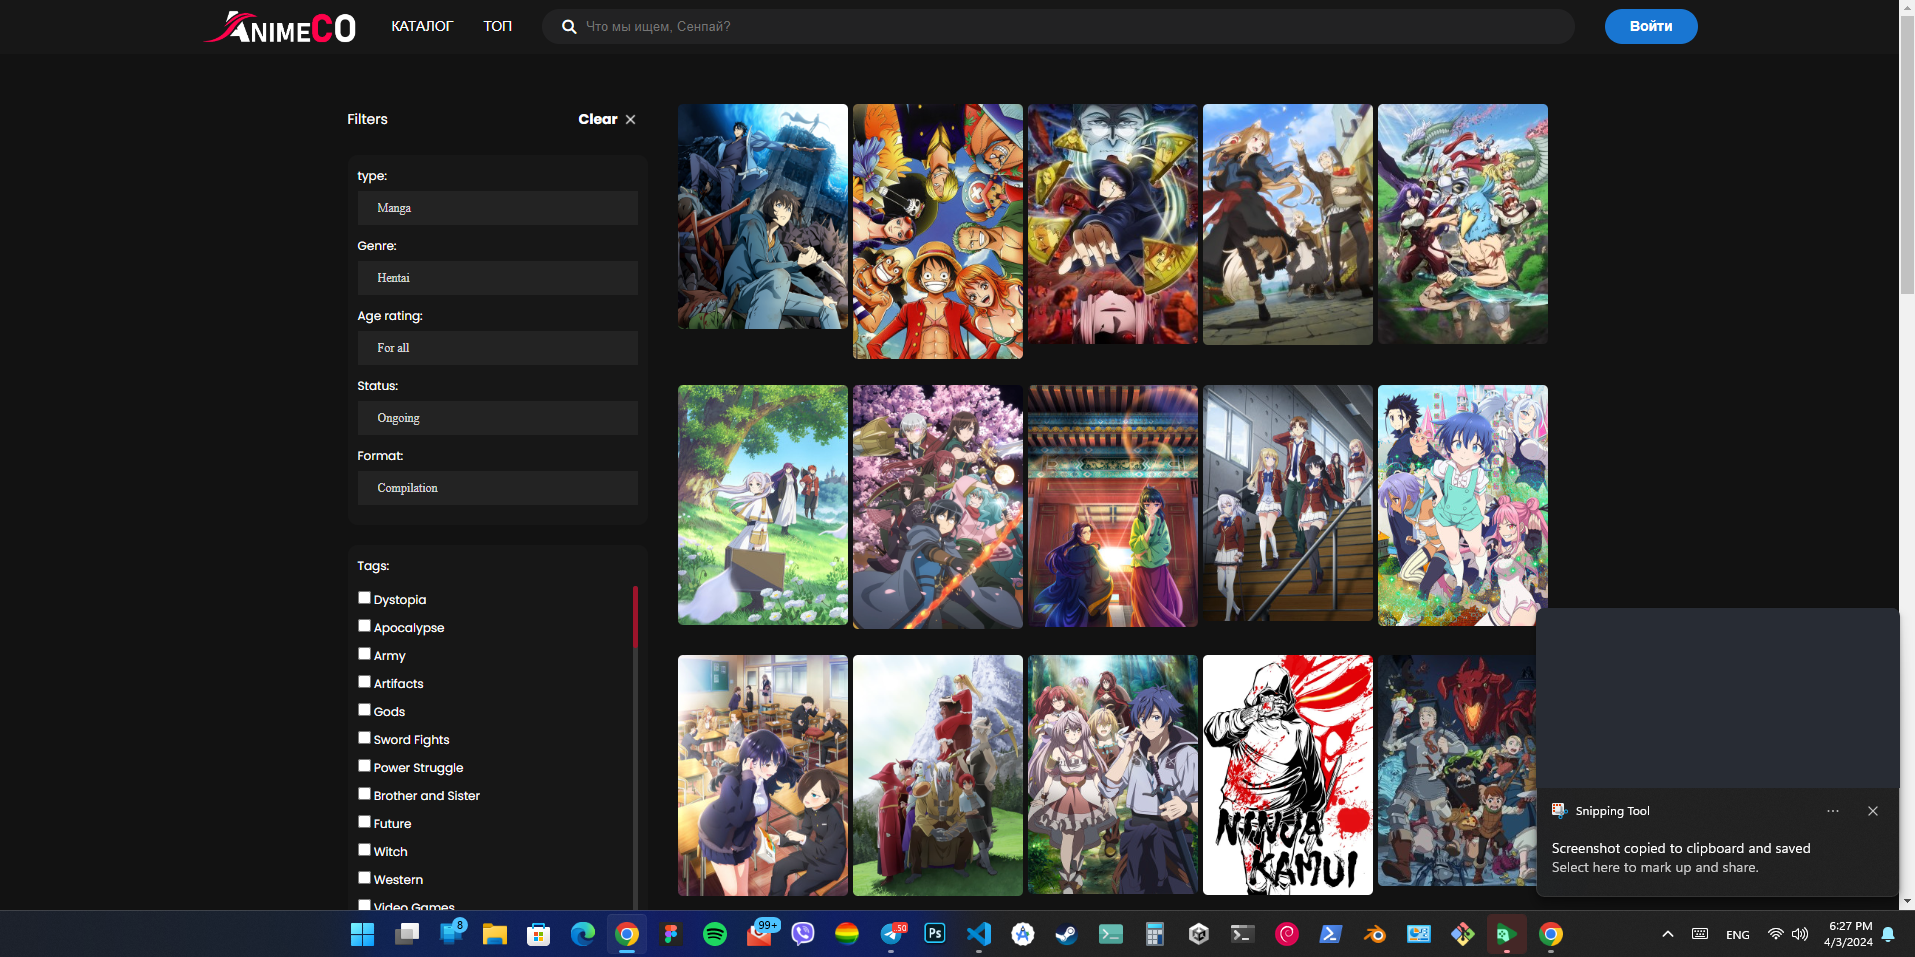 ANIMECO
КАТАЛОГ
ТОП
Что мы ищем, Сенпай?
Войти
Filters
Clear ×
type:
Manga
Genre:
Hentai
Age rating:
For all
Status:
Ongoing
Format:
Compilation
Tags:
Dystopia
Apocalypse
Army
Artifacts
Gods
Sword Fights
Power Struggle
Brother and Sister
Future
Witch
Western
Video Games
NINJA
KAMUI
Snipping Tool
Screenshot copied to clipboard and saved
Select here to mark up and share.
8
99+
50
Ps
ENG
6:27 PM
4/3/2024